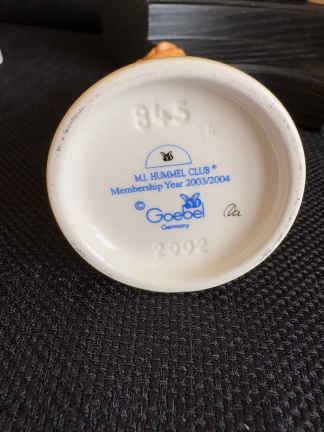 845
M.I. HUMMEL CLUB®
Membership Year 2003/2004
© Goebel
Germany
2002